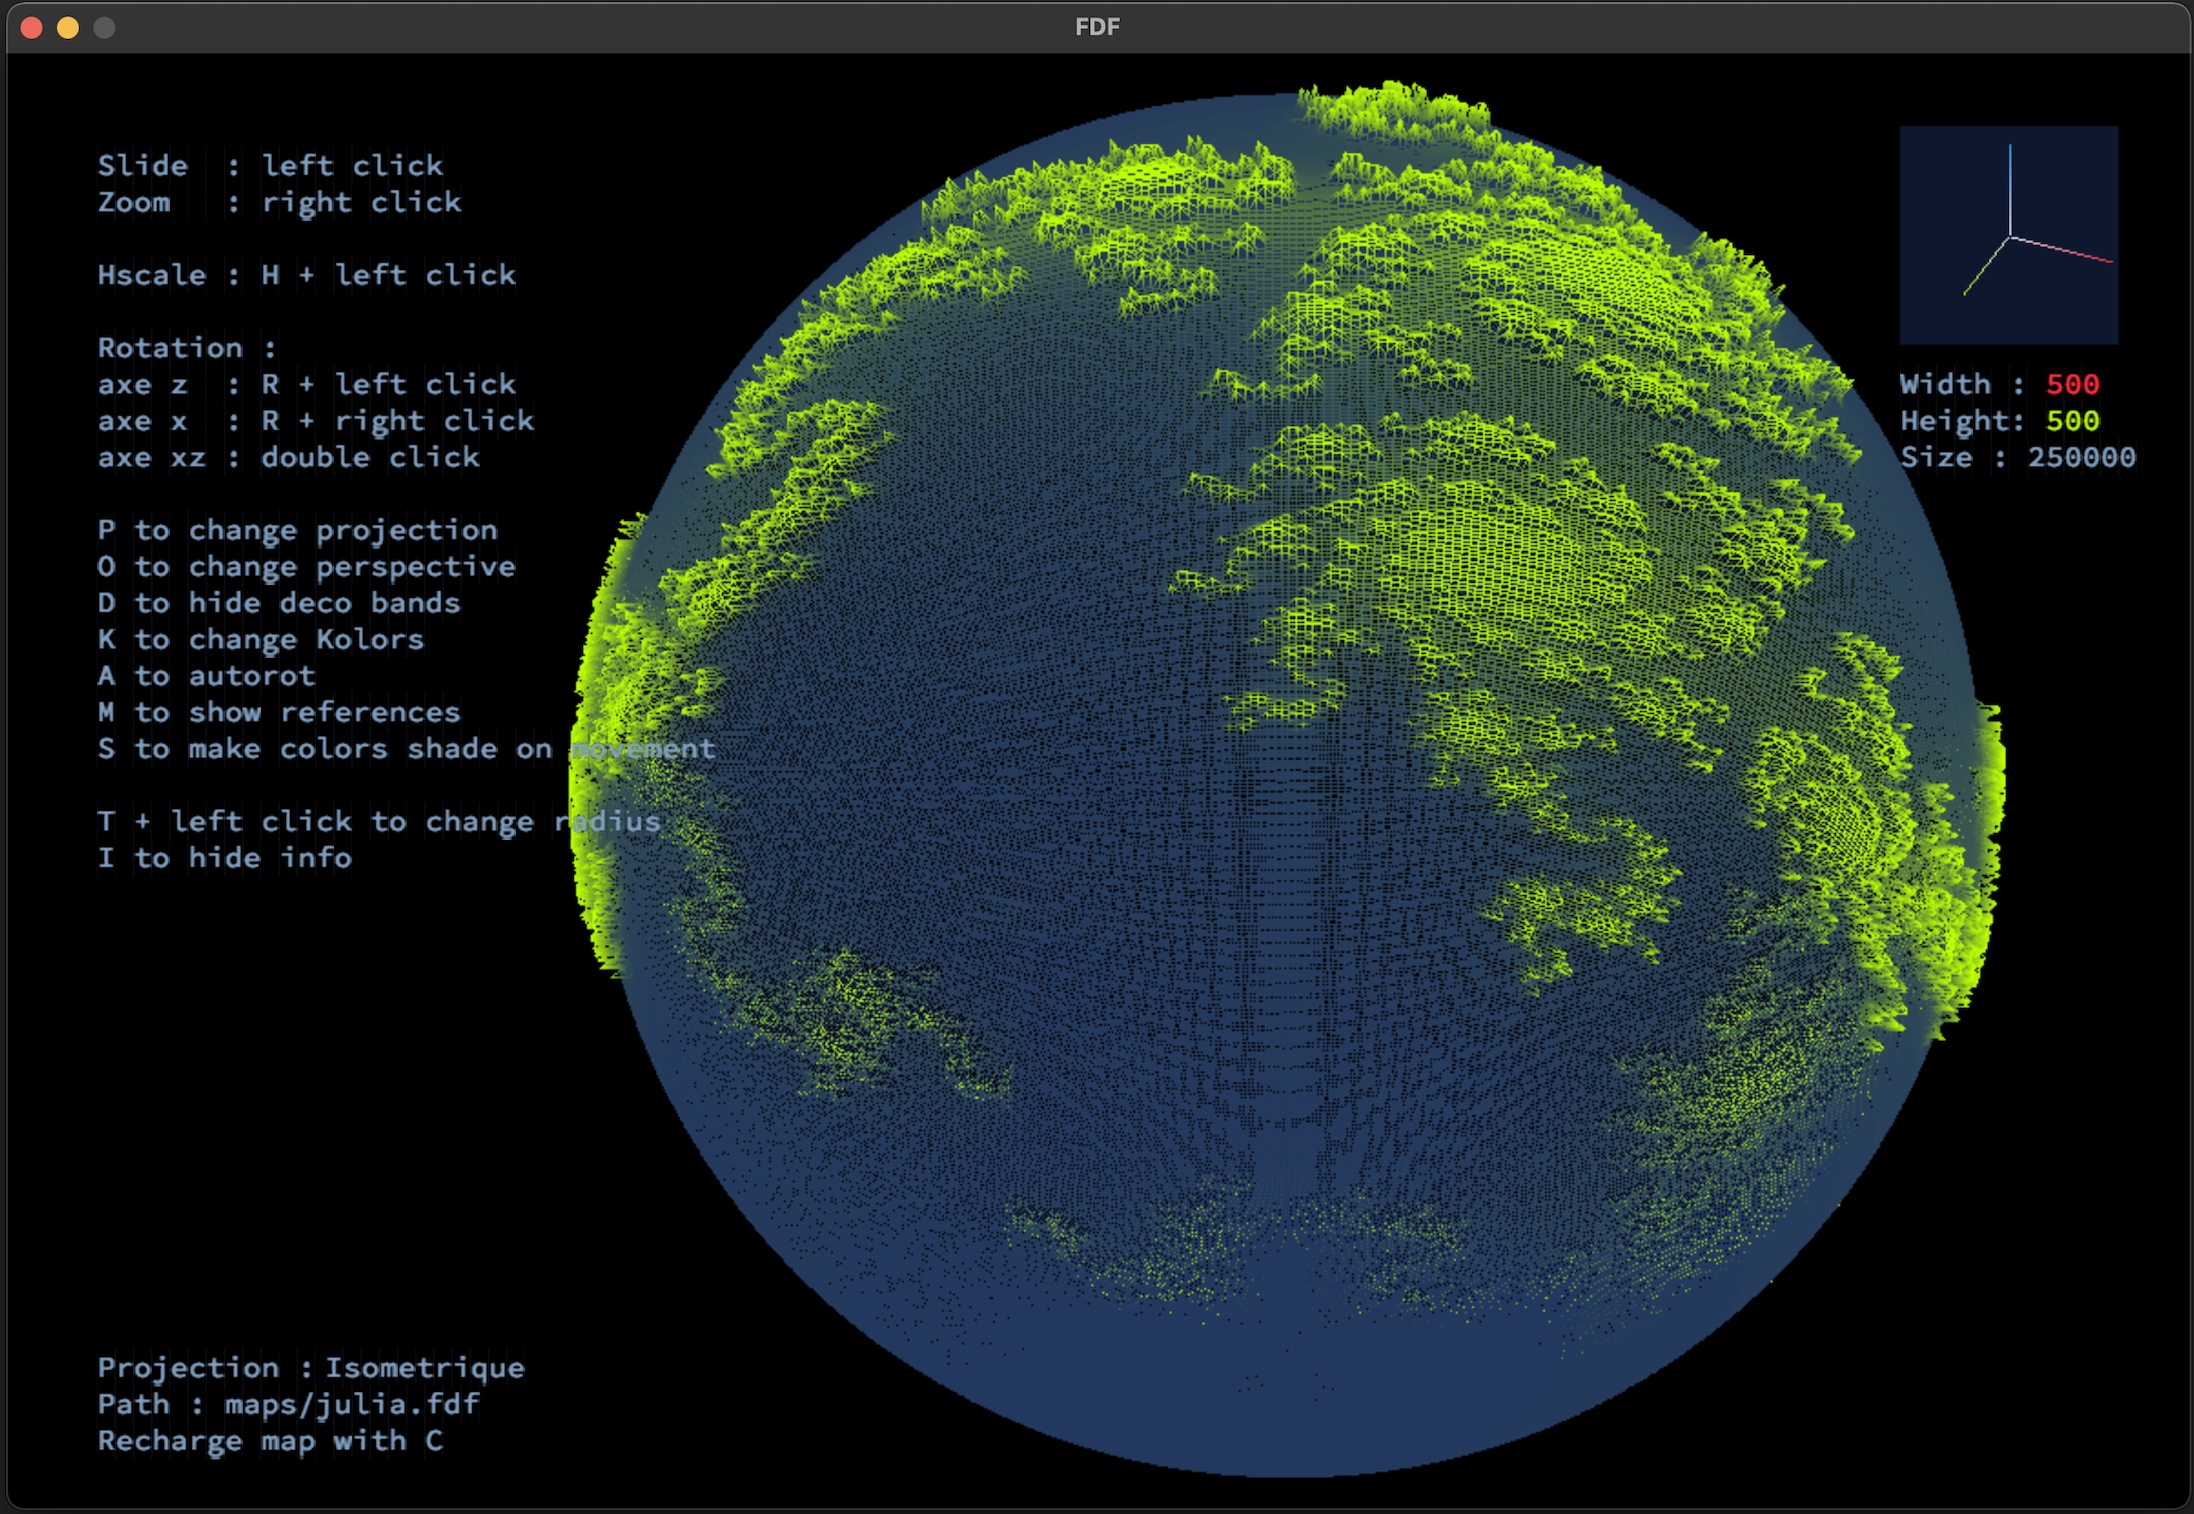 FDF
Slide : left click
Zoom : right click
Hscale : H + left click
Rotation :
axe z : R + left click
axe x : R + right click
axe xz : double click
P to change projection
O to change perspective
D to hide deco bands
K to change Kolors
A to autorot
M to show references
S to make colors shade on movement
T + left click to change radius
I to hide info
Width : 500
Height: 500
Size : 250000
Projection : Isometrique
Path : maps/julia.fdf
Recharge map with C